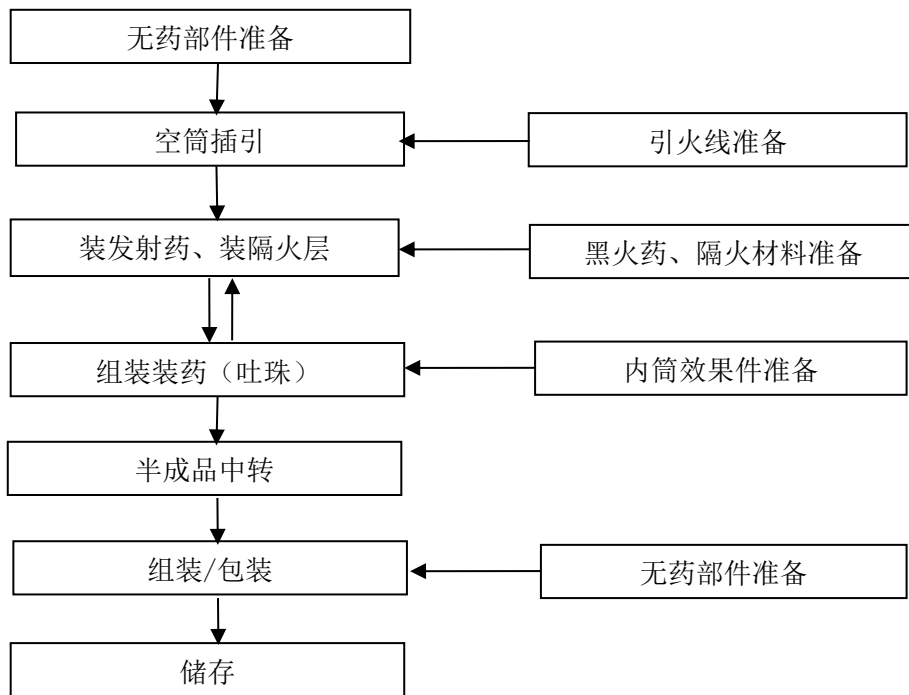 无药部件准备
空筒插引
引火线准备
装发射药、装隔火层
黑火药、隔火材料准备
组装装药（吐珠）
内筒效果件准备
半成品中转
组装/包装
无药部件准备
储存